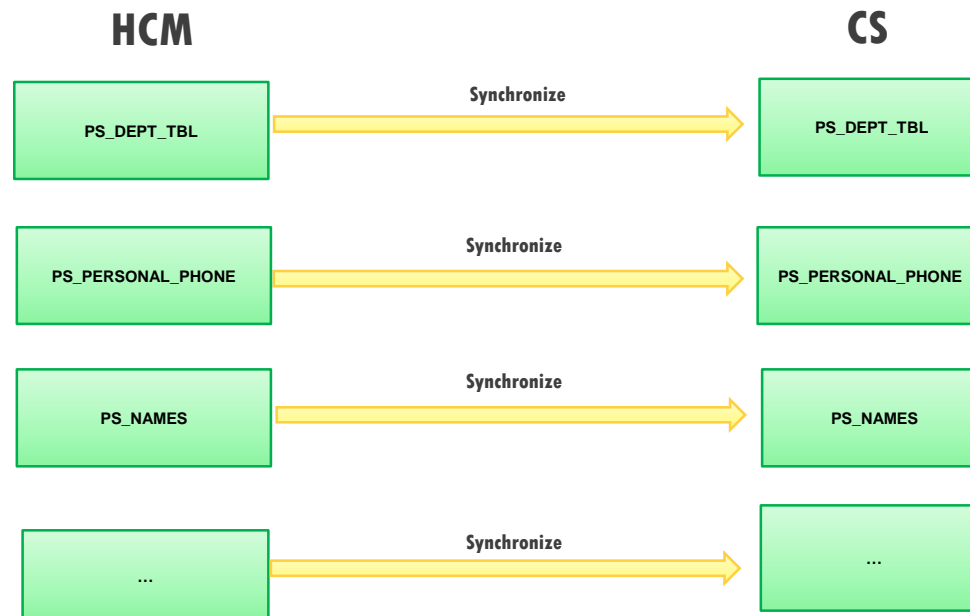 HCM
CS
Synchronize
PS_DEPT_TBL
PS_DEPT_TBL
Synchronize
PS_PERSONAL_PHONE
PS_PERSONAL_PHONE
Synchronize
PS_NAMES
PS_NAMES
Synchronize
...
...